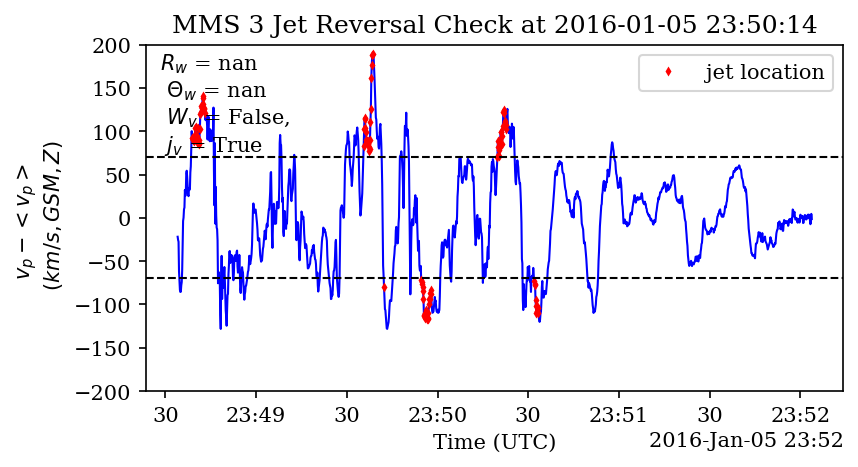 MMS 3 Jet Reversal Check at 2016-01-05 23:50:14
R_w = nan
Θ_w = nan
W_v = False,
j_v = True
jet location
200
150
100
50
0
−50
−100
−150
−200
v_p − < v_p >
(km/s, GSM, Z)
30 23:49 30 23:50 30 23:51 30 23:52
Time (UTC)
2016-Jan-05 23:52